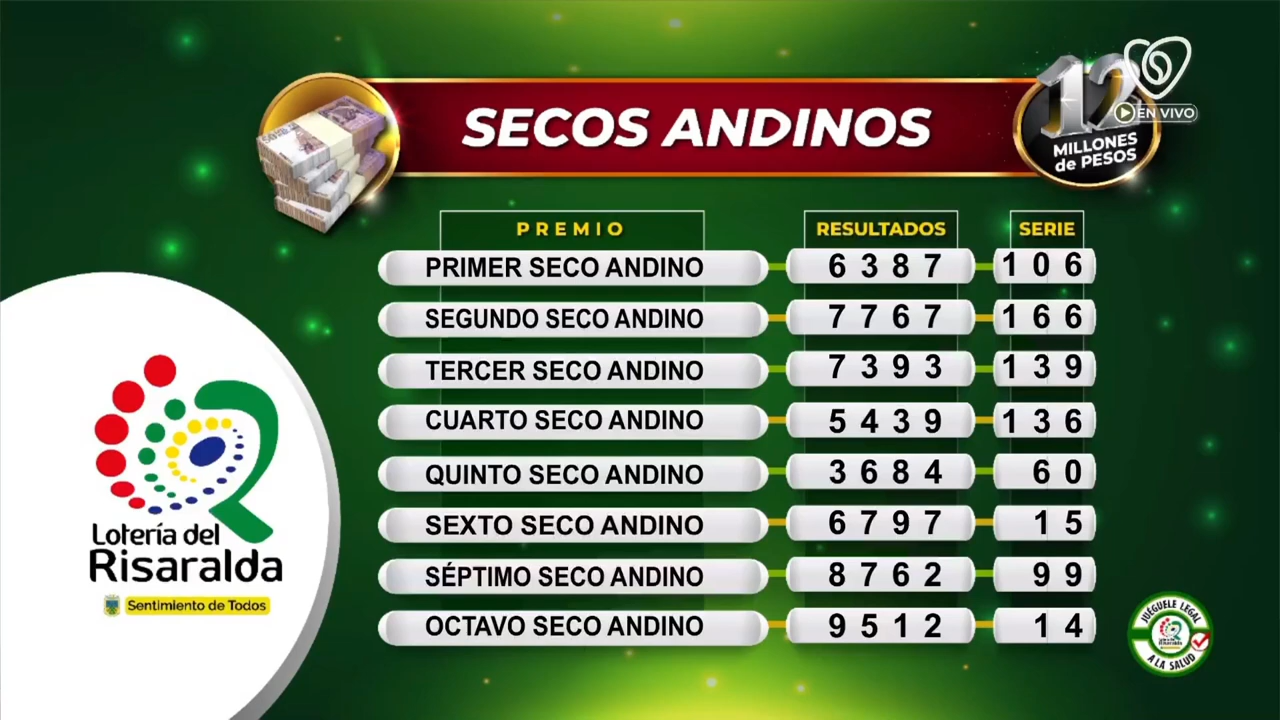 SECOS ANDINOS
12
MILLONES
de PESOS
EN VIVO
PREMIO RESULTADOS SERIE
PRIMER SECO ANDINO 6387 106
SEGUNDO SECO ANDINO 7767 166
TERCER SECO ANDINO 7393 139
CUARTO SECO ANDINO 5439 136
QUINTO SECO ANDINO 3684 60
SEXTO SECO ANDINO 6797 15
SÉPTIMO SECO ANDINO 8762 99
OCTAVO SECO ANDINO 9512 14
Lotería del
Risaralda
Sentimiento de Todos
JUÉGUELE LEGAL
A LA SALUD